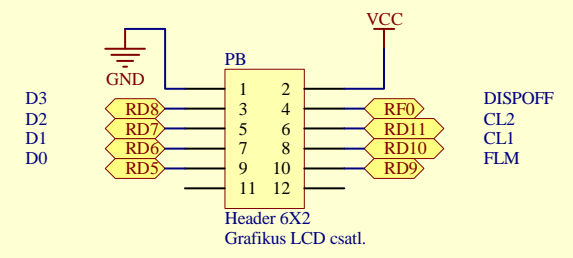 VCC
GND
PB
1 2
D3 RD8 3 4 RF0 DISPOFF
D2 RD7 5 6 RD11 CL2
D1 RD6 7 8 RD10 CL1
D0 RD5 9 10 RD9 FLM
11 12
Header 6X2
Grafikus LCD csatl.